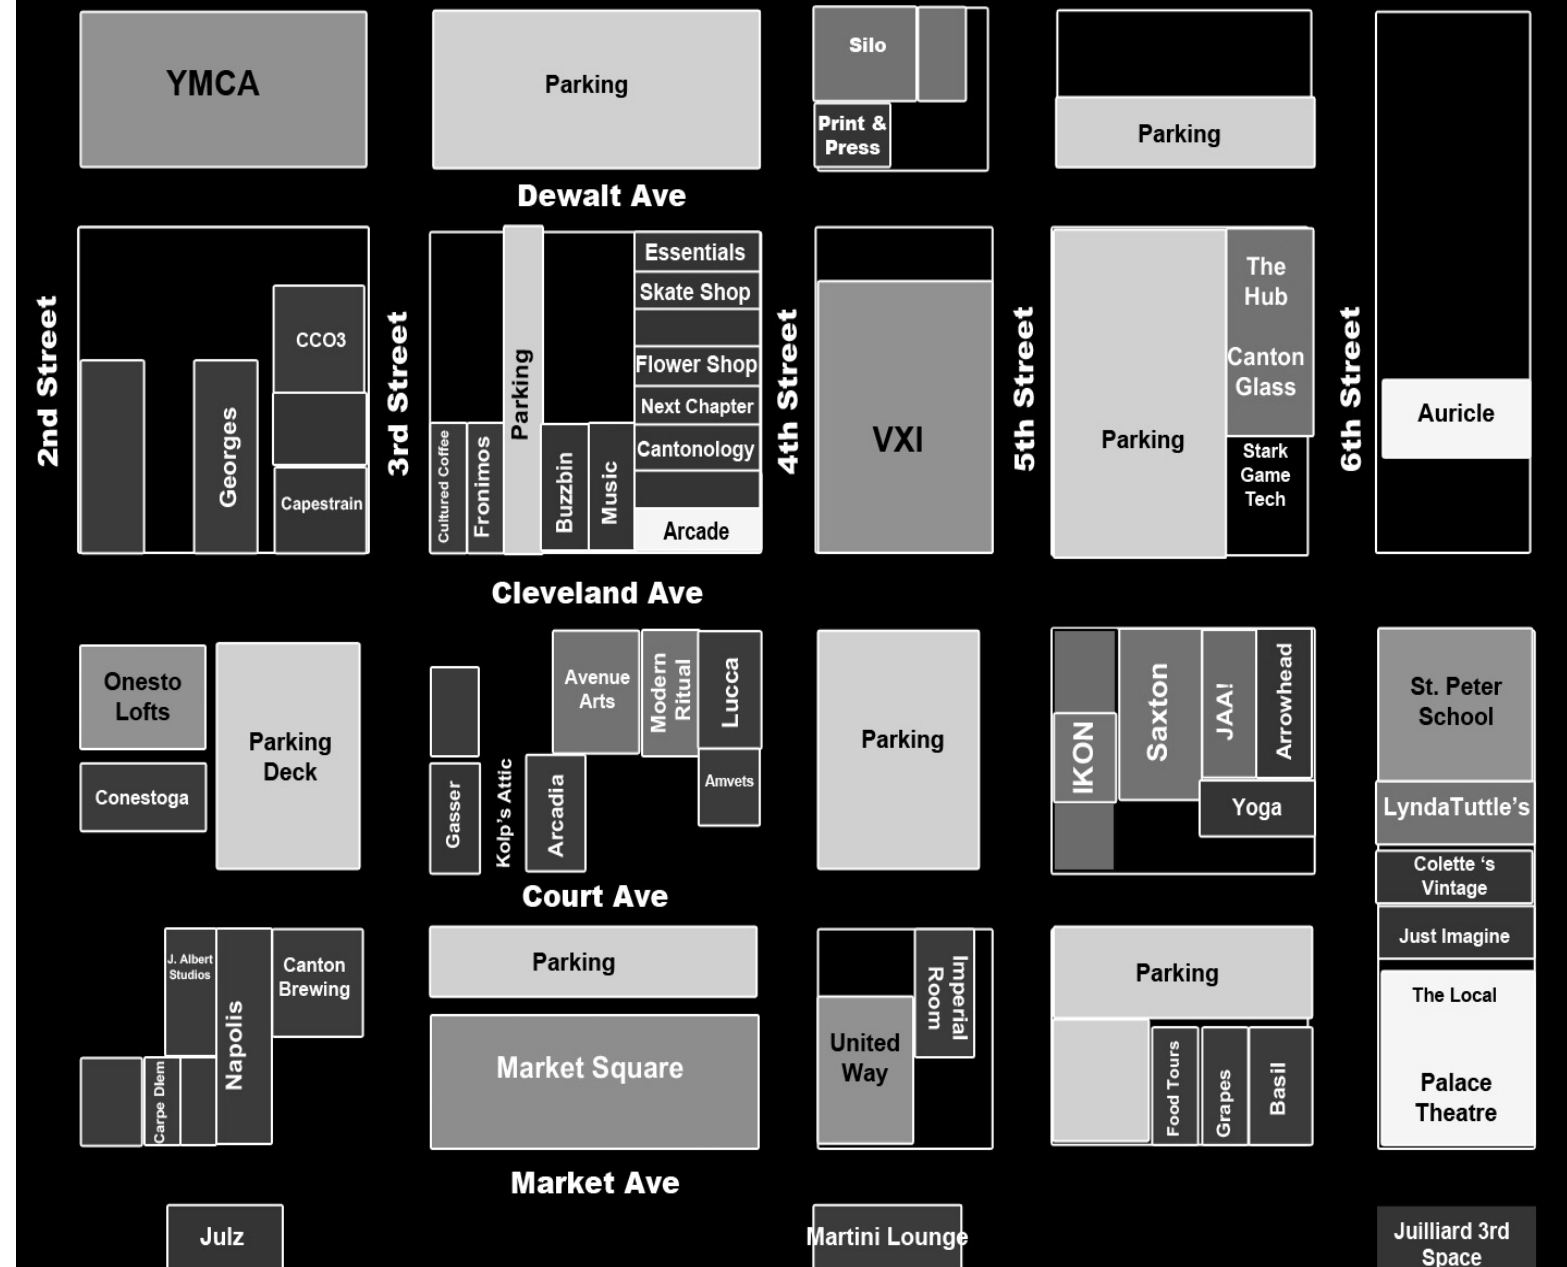 YMCA
Parking
Silo
Print &
Press
Parking
Dewalt Ave
2nd Street
CCO3
Georges
Capestrain
3rd Street
Cultured Coffee
Fronimos
Parking
Buzzbin
Music
Essentials
Skate Shop
Flower Shop
Next Chapter
Cantonology
Arcade
4th Street
VXI
5th Street
Parking
The
Hub
Canton
Glass
Stark
Game
Tech
6th Street
Auricle
Cleveland Ave
Onesto
Lofts
Conestoga
Parking
Deck
Gasser
Kolp's Attic
Arcadia
Avenue
Arts
Modern
Ritual
Lucca
Amvets
Parking
IKON
Saxton
JAA!
Arrowhead
Yoga
St. Peter
School
LyndaTuttle's
Colette ‘s
Vintage
Just Imagine
Court Ave
J. Albert
Studios
Carpe DIem
Napolis
Canton
Brewing
Parking
Market Square
United
Way
Imperial
Room
Parking
Food Tours
Grapes
Basil
The Local
Palace
Theatre
Market Ave
Julz
Martini Lounge
Juilliard 3rd
Space